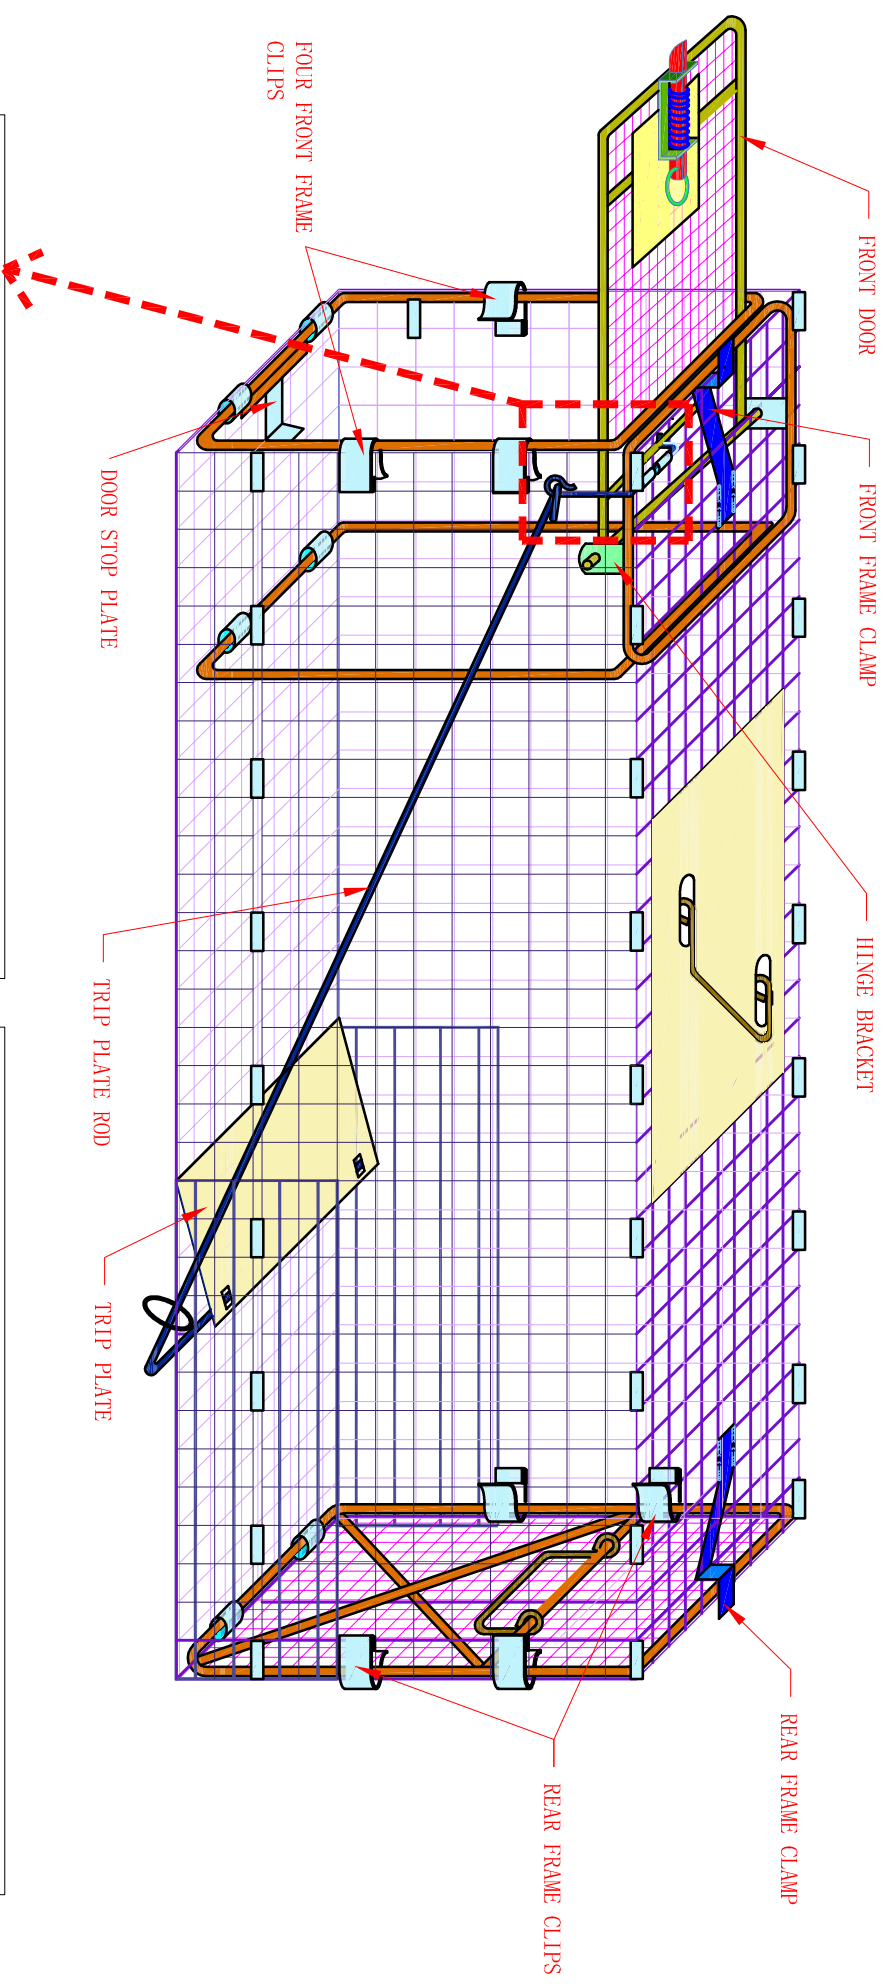 FRONT DOOR
FRONT FRAME CLAMP
HINGE BRACKET
REAR FRAME CLAMP
FOUR FRONT FRAME
CLIPS
DOOR STOP PLATE
TRIP PLATE ROD
TRIP PLATE
REAR FRAME CLIPS